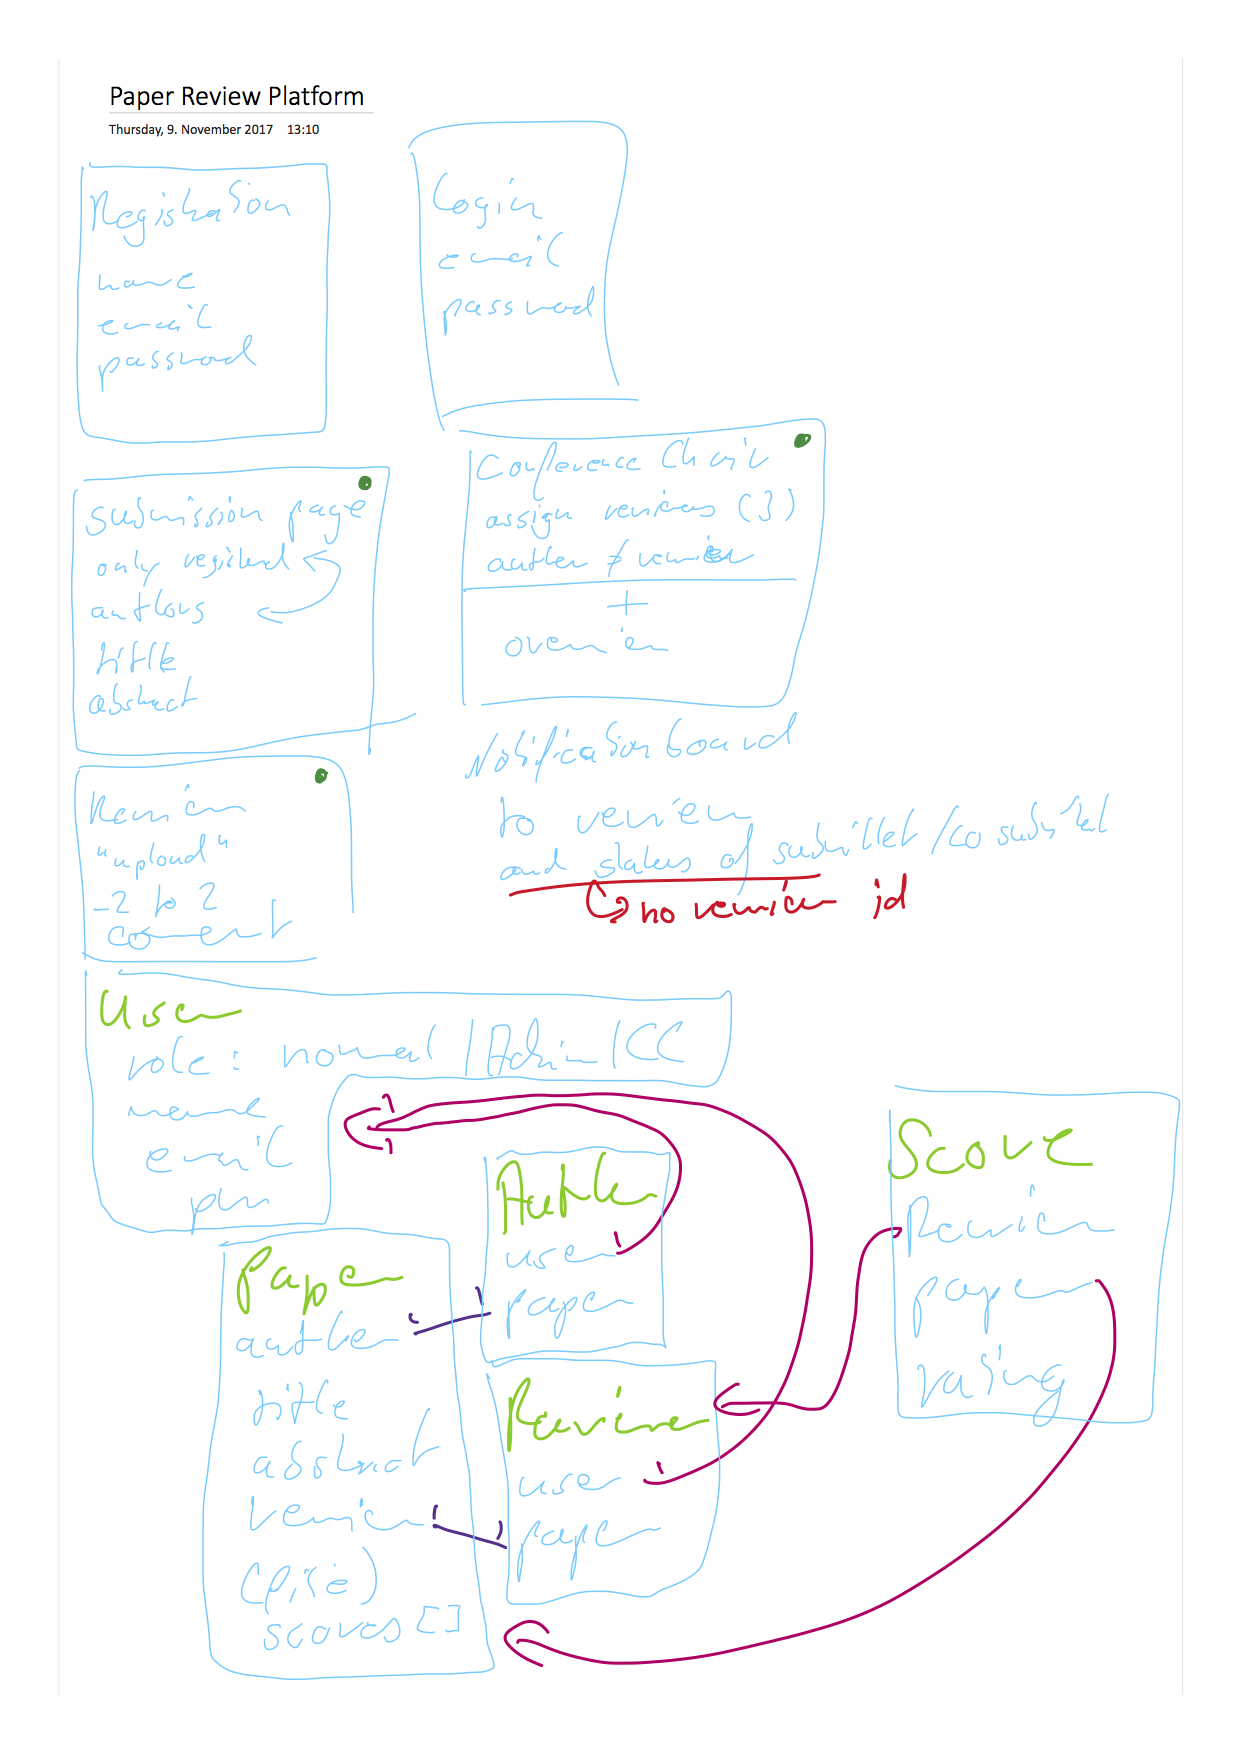 Paper Review Platform
Thursday, 9. November 2017 13:10
Registration
name
email
password
Login
email
password
submission page
only registered
authors
title
abstract
Conference Chair
assign reviews (3)
author ≠ reviewer
+
overview
Notification board
to review
and status of submitted / co submitted
no reviewer id
Review
"upload"
-2 to 2
coment
User
role: normal / Admin / CC
name
email
pw
Author
user
paper
Paper
author
title
abstract
review
(file)
scores []
Reviewer
user
paper
Score
Review
paper
rating